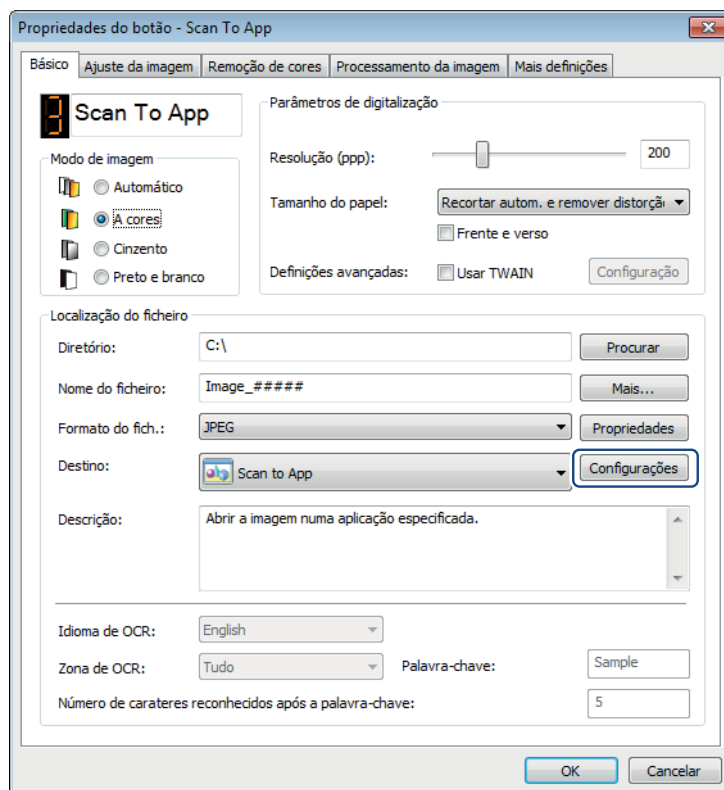 Propriedades do botão - Scan To App
Básico Ajuste da imagem Remoção de cores Processamento da imagem Mais definições
3 Scan To App
Modo de imagem
Automático
A cores
Cinzento
Preto e branco
Parâmetros de digitalização
Resolução (ppp): 200
Tamanho do papel: Recortar autom. e remover distorçã
Frente e verso
Definições avançadas: Usar TWAIN Configuração
Localização do ficheiro
Diretório: C:\ Procurar
Nome do ficheiro: Image_##### Mais...
Formato do fich.: JPEG Propriedades
Destino: Scan to App Configurações
Descrição: Abrir a imagem numa aplicação especificada.
Idioma de OCR: English
Zona de OCR: Tudo Palavra-chave: Sample
Número de carateres reconhecidos após a palavra-chave: 5
OK Cancelar